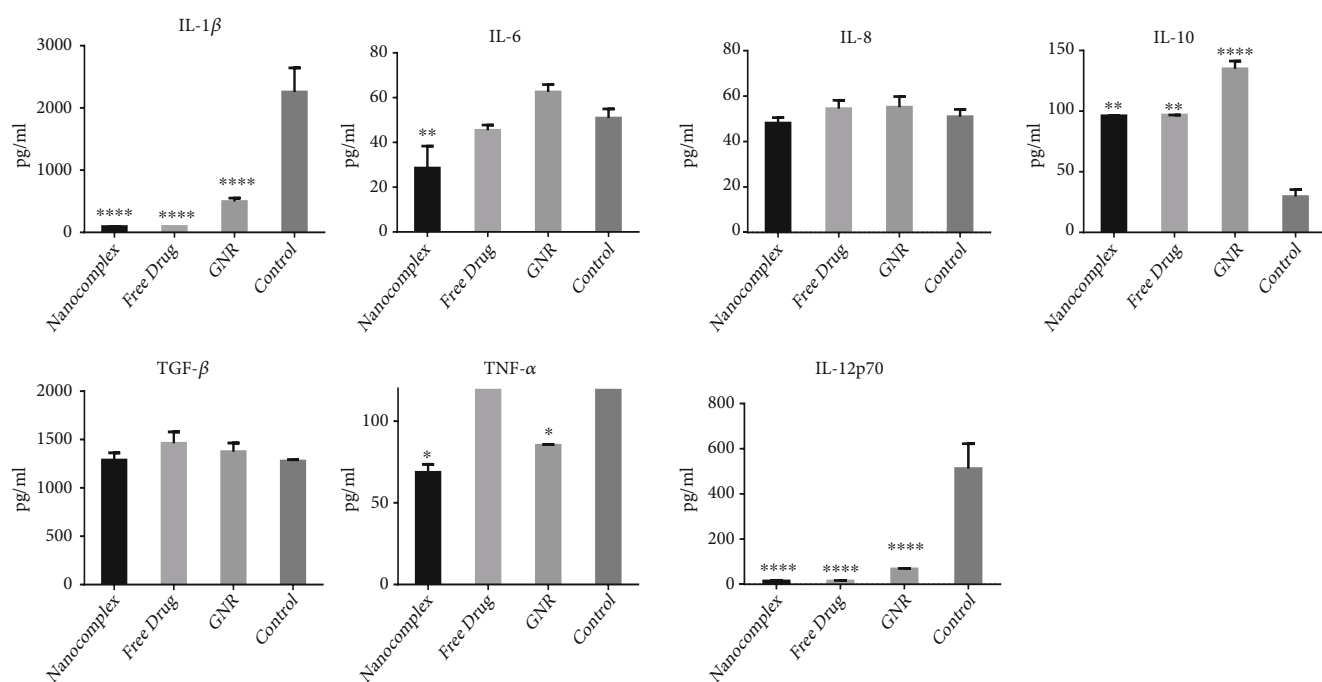 IL-1β
3000
2000
1000
0
pg/ml
****
****
****
Nanocomplex
Free Drug
GNR
Control
IL-6
80
60
40
20
0
pg/ml
**
Nanocomplex
Free Drug
GNR
Control
IL-8
80
60
40
20
0
pg/ml
Nanocomplex
Free Drug
GNR
Control
IL-10
150
100
50
0
pg/ml
**
**
****
Nanocomplex
Free Drug
GNR
Control
TGF-β
2000
1500
1000
500
0
pg/ml
Nanocomplex
Free Drug
GNR
Control
TNF-α
100
50
0
pg/ml
*
*
Nanocomplex
Free Drug
GNR
Control
IL-12p70
800
600
400
200
0
pg/ml
****
****
****
Nanocomplex
Free Drug
GNR
Control